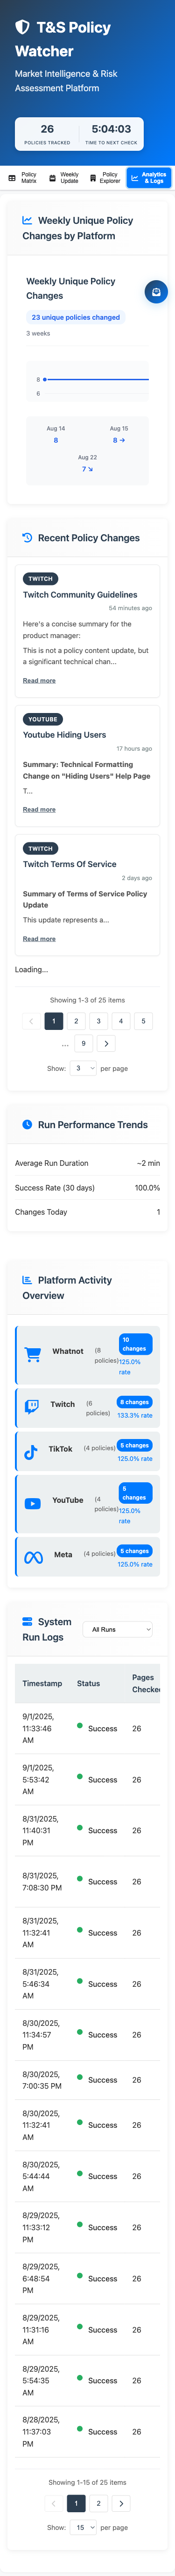 T&S Policy
Watcher
Market Intelligence & Risk
Assessment Platform
26
POLICIES TRACKED
5:04:03
TIME TO NEXT CHECK
Policy
Matrix
Weekly
Update
Policy
Explorer
Analytics
& Logs
Weekly Unique Policy
Changes by Platform
Weekly Unique Policy
Changes
23 unique policies changed
3 weeks
8
6
Aug 14
8
Aug 15
8 →
Aug 22
7 ↘
Recent Policy Changes
TWITCH
Twitch Community Guidelines
54 minutes ago
Here's a concise summary for the
product manager:
This is not a policy content update, but
a significant technical chan...
Read more
YOUTUBE
Youtube Hiding Users
17 hours ago
Summary: Technical Formatting
Change on "Hiding Users" Help Page
T...
Read more
TWITCH
Twitch Terms Of Service
2 days ago
Summary of Terms of Service Policy
Update
This update represents a...
Read more
Loading...
Showing 1-3 of 25 items
1 2 3 4 5
... 9
Show: 3 per page
Run Performance Trends
Average Run Duration ~2 min
Success Rate (30 days) 100.0%
Changes Today 1
Platform Activity
Overview
Whatnot
(8
policies)
10
changes
125.0%
rate
Twitch
(6
policies)
8 changes
133.3% rate
TikTok
(4 policies)
5 changes
125.0% rate
YouTube
(4
policies)
5
changes
125.0%
rate
Meta
(4 policies)
5 changes
125.0% rate
System
Run Logs
All Runs
Timestamp Status Pages
Checked
9/1/2025,
11:33:46
AM
Success 26
9/1/2025,
5:53:42
AM
Success 26
8/31/2025,
11:40:31
PM
Success 26
8/31/2025,
7:08:30 PM
Success 26
8/31/2025,
11:32:41
AM
Success 26
8/31/2025,
5:46:34
AM
Success 26
8/30/2025,
11:34:57
PM
Success 26
8/30/2025,
7:00:35 PM
Success 26
8/30/2025,
11:32:41
AM
Success 26
8/30/2025,
5:44:44
AM
Success 26
8/29/2025,
11:33:12
PM
Success 26
8/29/2025,
6:48:54
PM
Success 26
8/29/2025,
11:31:16
AM
Success 26
8/29/2025,
5:54:35
AM
Success 26
8/28/2025,
11:37:03
PM
Success 26
Showing 1-15 of 25 items
1 2
Show: 15 per page